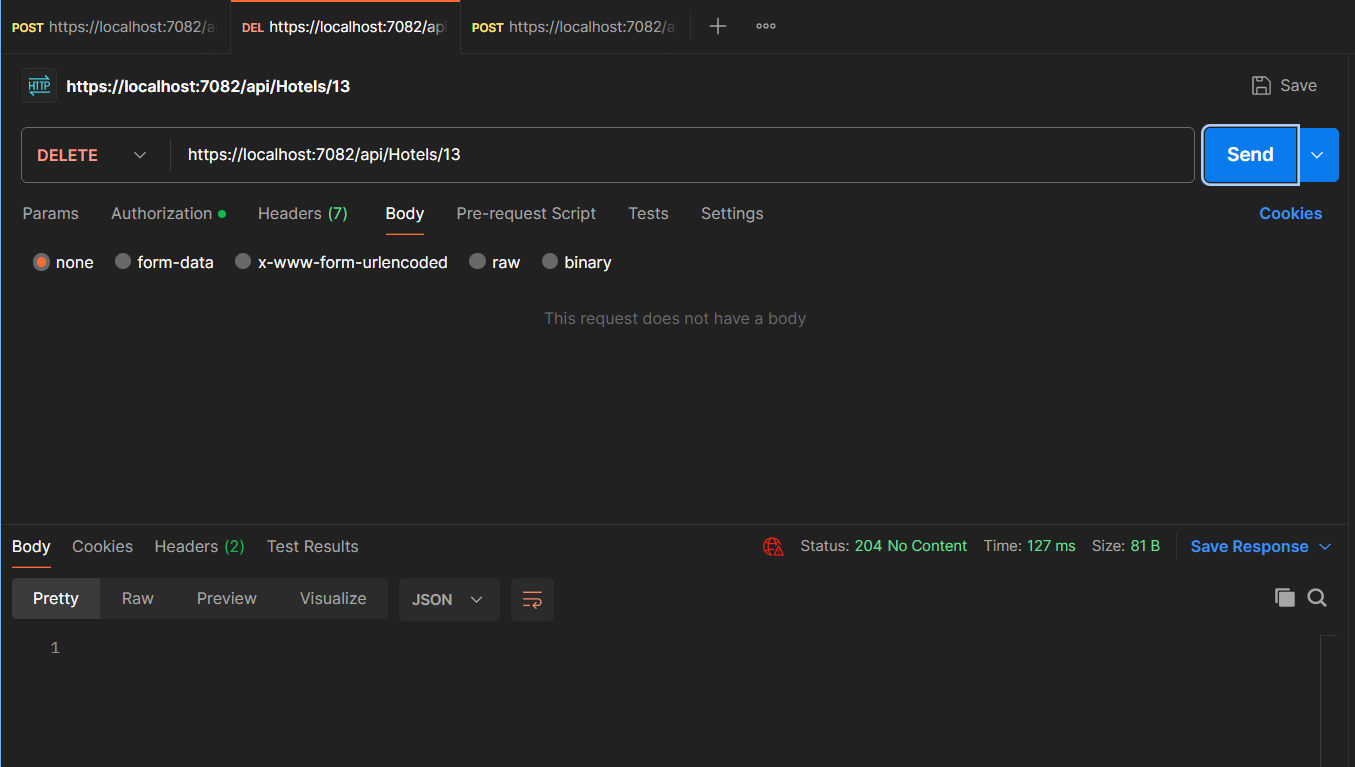 POST https://localhost:7082/a DEL https://localhost:7082/api POST https://localhost:7082/a
HTTP https://localhost:7082/api/Hotels/13 Save
DELETE https://localhost:7082/api/Hotels/13 Send
Params Authorization Headers (7) Body Pre-request Script Tests Settings Cookies
none form-data x-www-form-urlencoded raw binary
This request does not have a body
Body Cookies Headers (2) Test Results Status: 204 No Content Time: 127 ms Size: 81 B Save Response
Pretty Raw Preview Visualize JSON
1